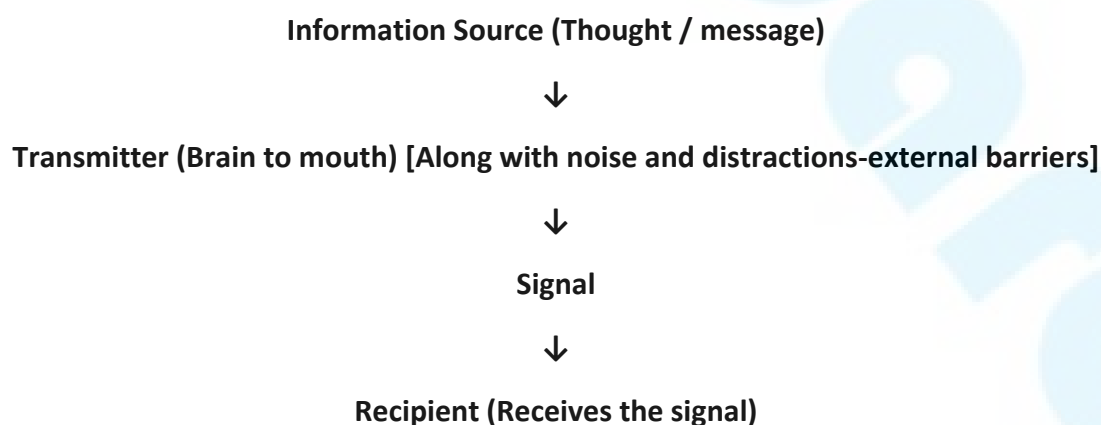 Information Source (Thought / message)
↓
Transmitter (Brain to mouth) [Along with noise and distractions-external barriers]
↓
Signal
↓
Recipient (Receives the signal)